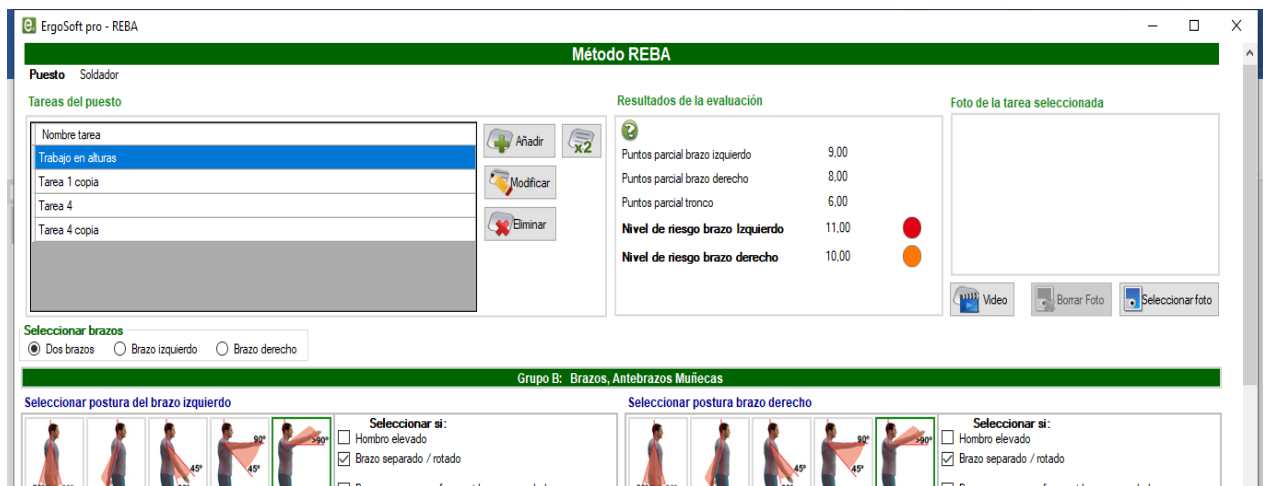 ErgoSoft pro - REBA
Método REBA
Puesto Soldador
Tareas del puesto
Nombre tarea
Trabajo en alturas
Tarea 1 copia
Tarea 4
Tarea 4 copia
Añadir
x2
Modificar
Eliminar
Resultados de la evaluación
Puntos parcial brazo izquierdo 9,00
Puntos parcial brazo derecho 8,00
Puntos parcial tronco 6,00
Nivel de riesgo brazo Izquierdo 11,00
Nivel de riesgo brazo derecho 10,00
Foto de la tarea seleccionada
Video
Borrar Foto
Seleccionar foto
Seleccionar brazos
Dos brazos Brazo izquierdo Brazo derecho
Grupo B: Brazos, Antebrazos Muñecas
Seleccionar postura del brazo izquierdo
45°
90°
45°
>90°
Seleccionar si:
Hombro elevado
Brazo separado / rotado
Seleccionar postura brazo derecho
45°
90°
45°
>90°
Seleccionar si:
Hombro elevado
Brazo separado / rotado